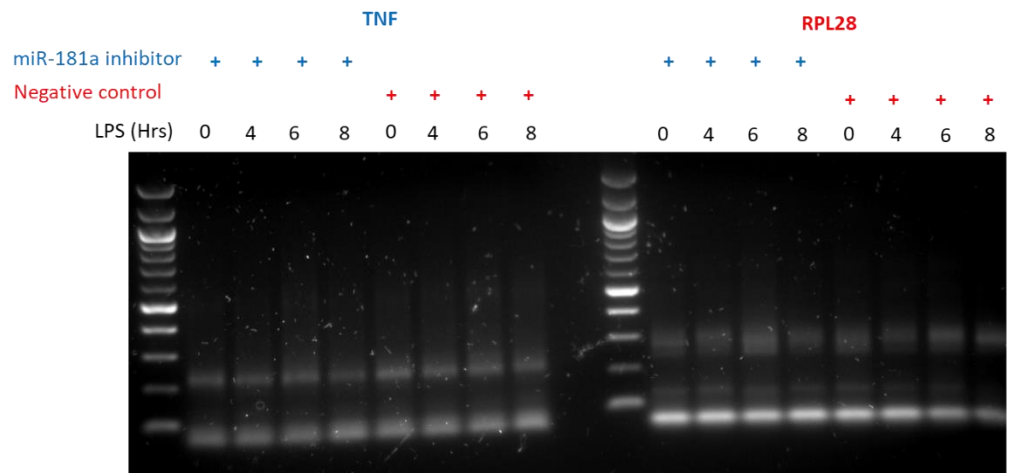 TNF RPL28
miR-181a inhibitor + + + + + + + +
Negative control + + + + + + + +
LPS (Hrs) 0 4 6 8 0 4 6 8 0 4 6 8 0 4 6 8